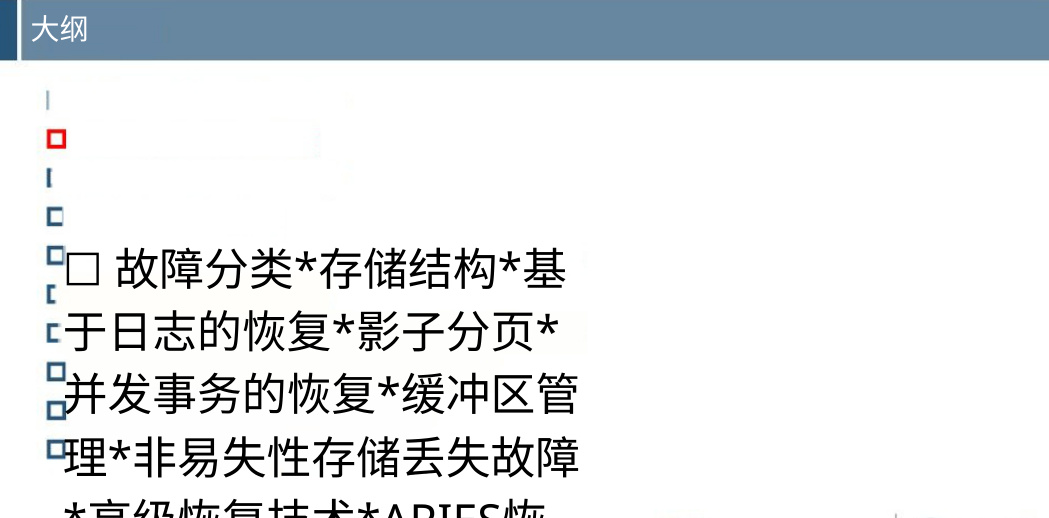 大纲
□ 故障分类*存储结构*基
于日志的恢复*影子分页*
并发事务的恢复*缓冲区管
理*非易失性存储丢失故障
*高级恢复技术*ARIES恢